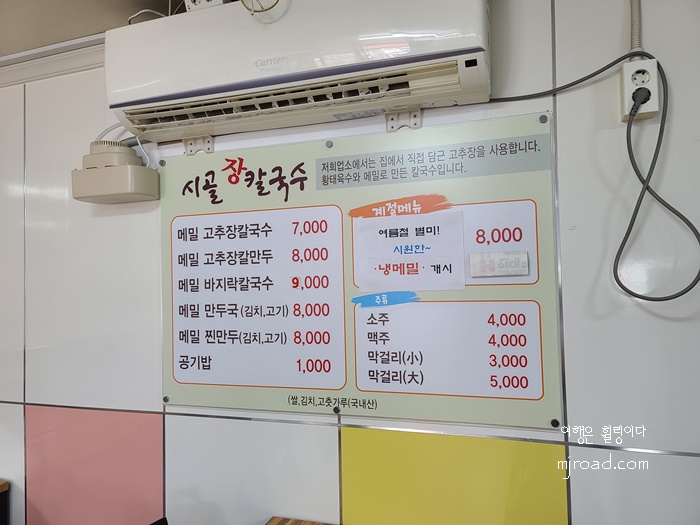 Carrier
시골 장칼국수
저희업소에서는 집에서 직접 담근 고추장을 사용합니다.
황태육수와 메밀로 만든 칼국수입니다.
메밀 고추장칼국수 7,000
메밀 고추장칼만두 8,000
메밀 바지락칼국수 9,000
메밀 만두국(김치,고기) 8,000
메밀 찐만두(김치,고기) 8,000
공기밥 1,000
계절메뉴
여름철 별미!
시원한~
·냉메밀· 개시
8,000
주류
소주 4,000
맥주 4,000
막걸리(小) 3,000
막걸리(大) 5,000
(쌀,김치,고춧가루(국내산)
여행은 힐링이다
mjroad.com